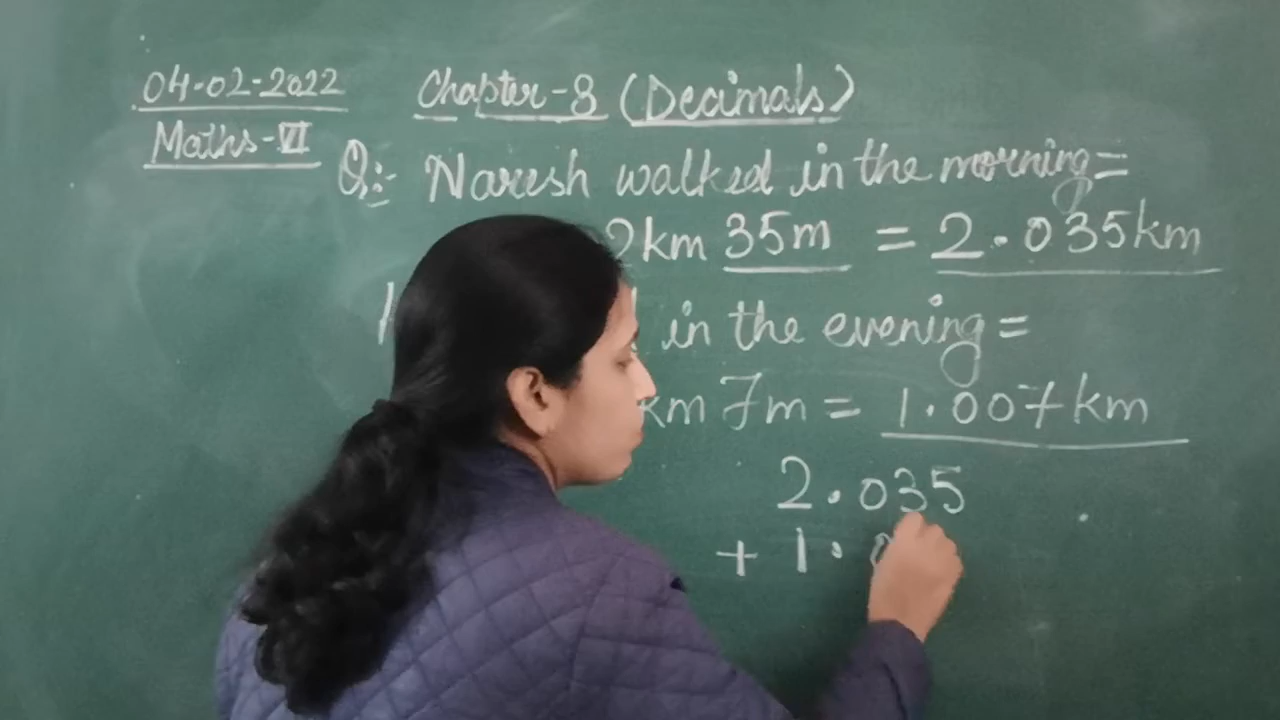 04-02-2022
Chapter-8 (Decimals)
Maths-VI
Q:- Naresh walked in the morning=
2km 35m = 2.035km
in the evening=
km 7m = 1.007km
2.035
+ 1.0